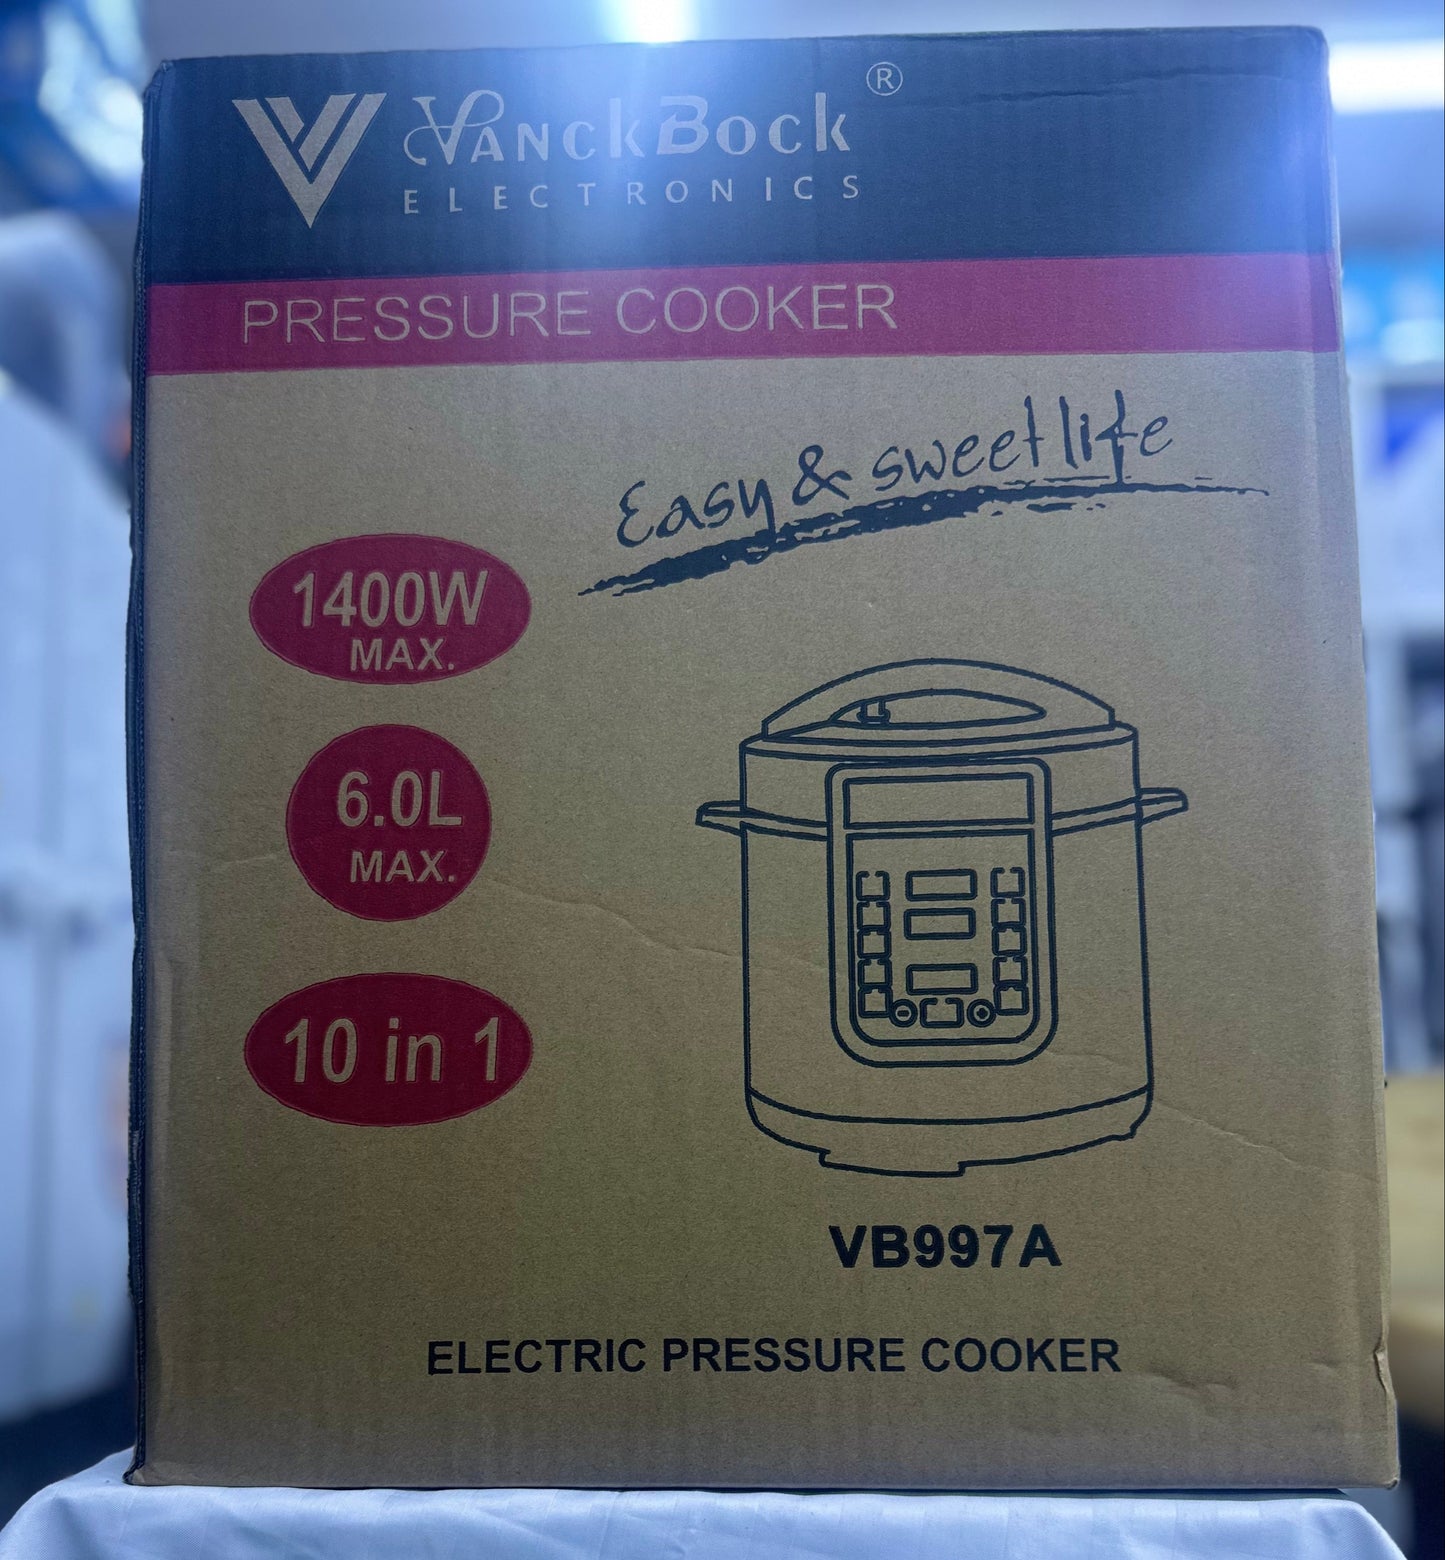 VANCKBOCK ®
ELECTRONICS
PRESSURE COOKER
Easy & sweet life
1400W
MAX.
6.0L
MAX.
10 in 1
VB997A
ELECTRIC PRESSURE COOKER